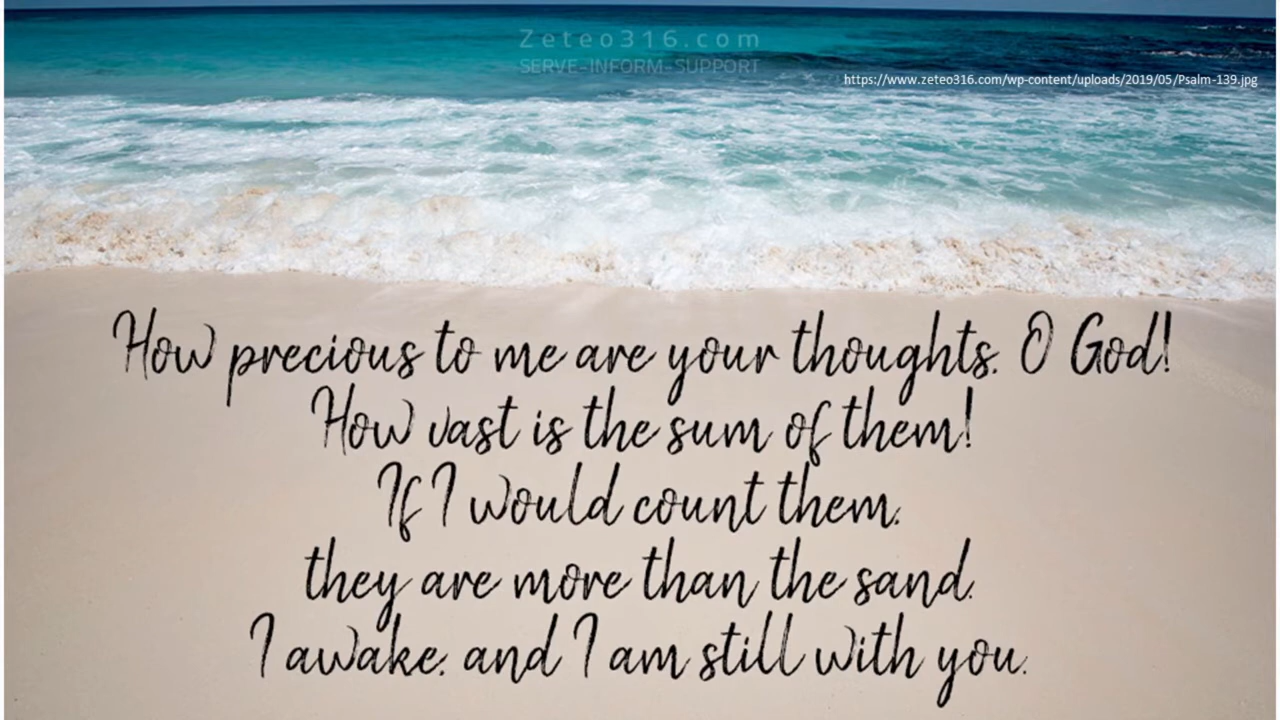 Zeteo316.com
SERVE-INFORM-SUPPORT
https://www.zeteo316.com/wp-content/uploads/2019/05/Psalm-139.jpg
How precious to me are your thoughts. O God!
How vast is the sum of them!
If I would count them.
they are more than the sand.
I awake. and I am still with you.